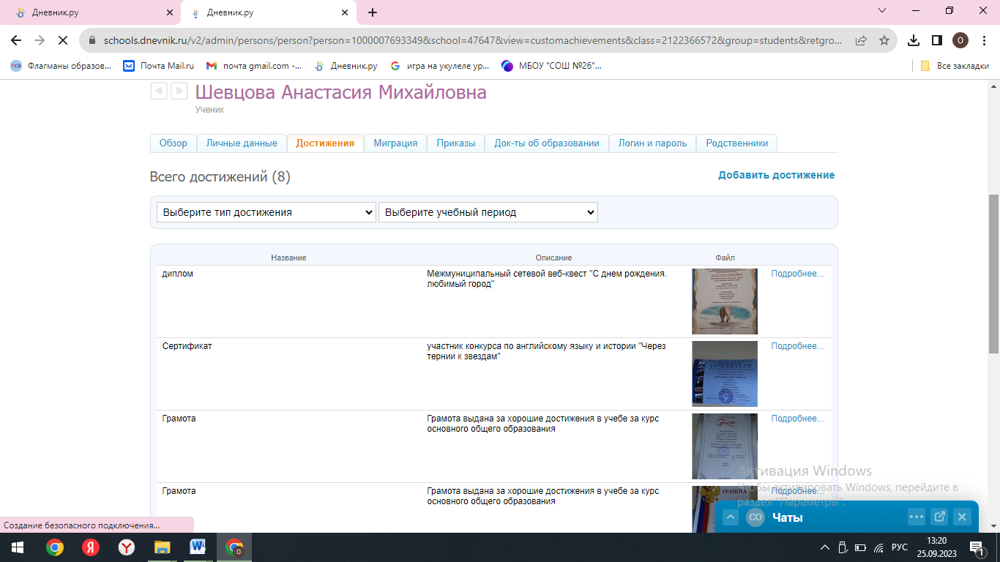 Дневник.ру
Дневник.ру
schools.dnevnik.ru/v2/admin/persons/person?person=1000007693349&school=47647&view=customachievements&class=2122366572&group=students&retgro...
О
Флагманы образов...
Почта Mail.ru
почта gmail.com -...
Дневник.ру
игра на укулеле ур...
МБОУ "СОШ №26"...
Все закладки
Шевцова Анастасия Михайловна
Ученик
Обзор
Личные данные
Достижения
Миграция
Приказы
Док-ты об образовании
Логин и пароль
Родственники
Всего достижений (8)
Добавить достижение
Выберите тип достижения
Выберите учебный период
Название
Описание
Файл
диплом
Межмуниципальный сетевой веб-квест "С днем рождения.
любимый город"
Подробнее...
Сертификат
участник конкурса по английскому языку и истории "Через
тернии к звездам"
СЕРТИФИКАТ
Подробнее...
Грамота
Грамота выдана за хорошие достижения в учебе за курс
основного общего образования
Грамота
Подробнее...
Грамота
Грамота выдана за хорошие достижения в учебе за курс
основного общего образования
ГРАМОТА
Подробнее...
Активация Windows
Чтобы активировать Windows, перейдите в
раздел "Параметры".
СО
Чаты
Создание безопасного подключения...
РУС
13:20
25.09.2023
1